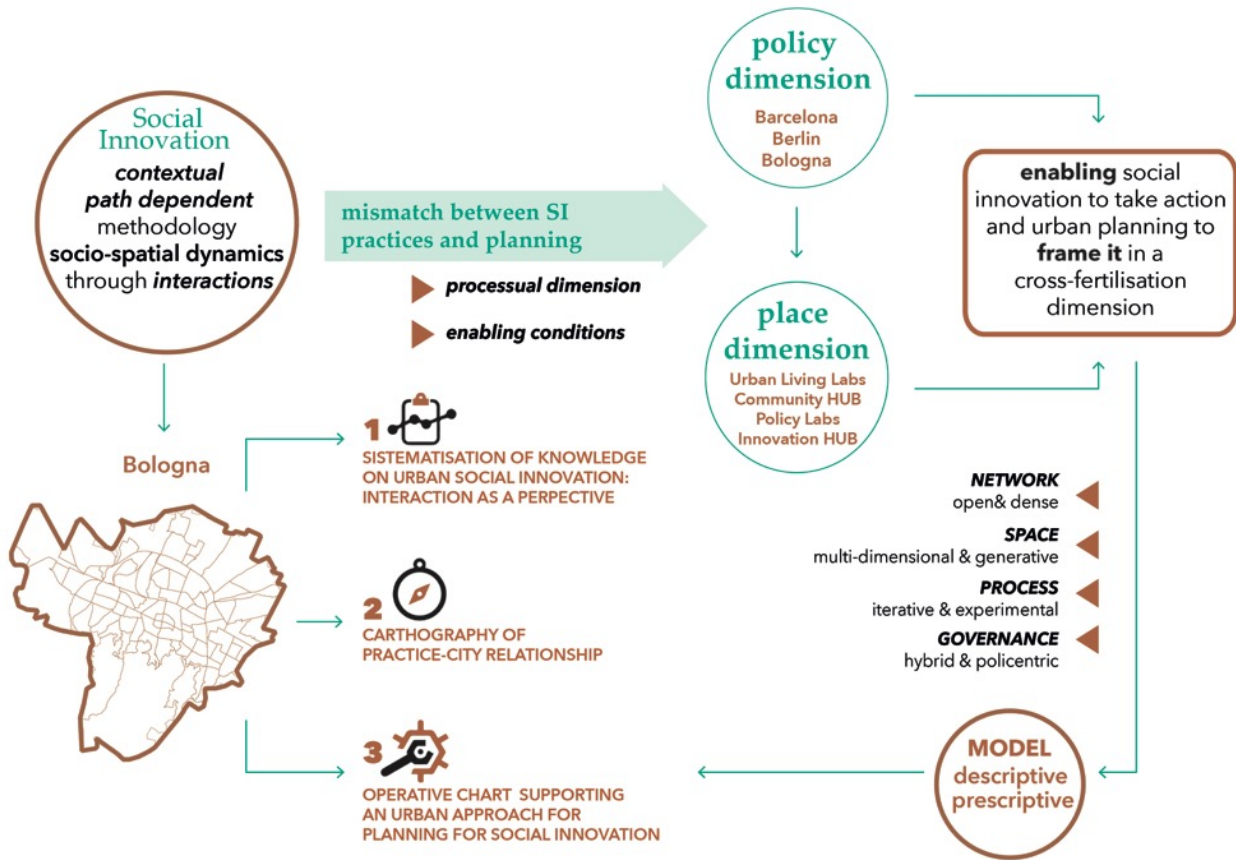 Social
Innovation
contextual
path dependent
methodology
socio-spatial dynamics
through interactions
mismatch between SI
practices and planning
processual dimension
enabling conditions
policy
dimension
Barcelona
Berlin
Bologna
place
dimension
Urban Living Labs
Community HUB
Policy Labs
Innovation HUB
enabling social
innovation to take action
and urban planning to
frame it in a
cross-fertilisation
dimension
Bologna
1
SISTEMATISATION OF KNOWLEDGE
ON URBAN SOCIAL INNOVATION:
INTERACTION AS A PERPECTIVE
2
CARTHOGRAPHY OF
PRACTICE-CITY RELATIONSHIP
3
OPERATIVE CHART SUPPORTING
AN URBAN APPROACH FOR
PLANNING FOR SOCIAL INNOVATION
NETWORK
open& dense
SPACE
multi-dimensional & generative
PROCESS
iterative & experimental
GOVERNANCE
hybrid & policentric
MODEL
descriptive
prescriptive